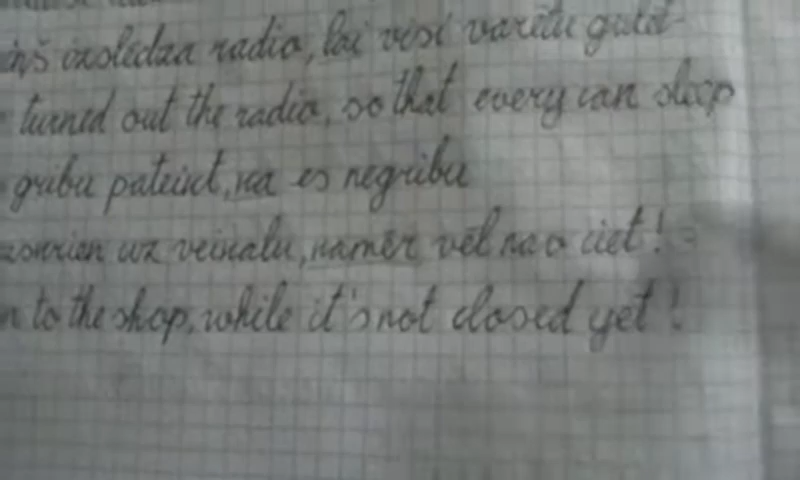 izslēdza radio, lai visi varētu gulēt
turned out the radio, so that every can sleep
gribu pateikt, ka es negribu
uz veikalu, kamēr vēl nav ciet!
to the shop, while it's not closed yet!